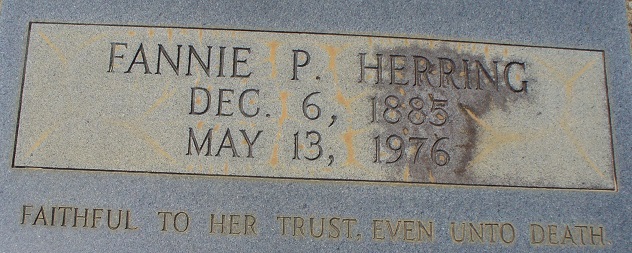 FANNIE P. HERRING
DEC. 6, 1885
MAY 13, 1976
FAITHFUL TO HER TRUST, EVEN UNTO DEATH.